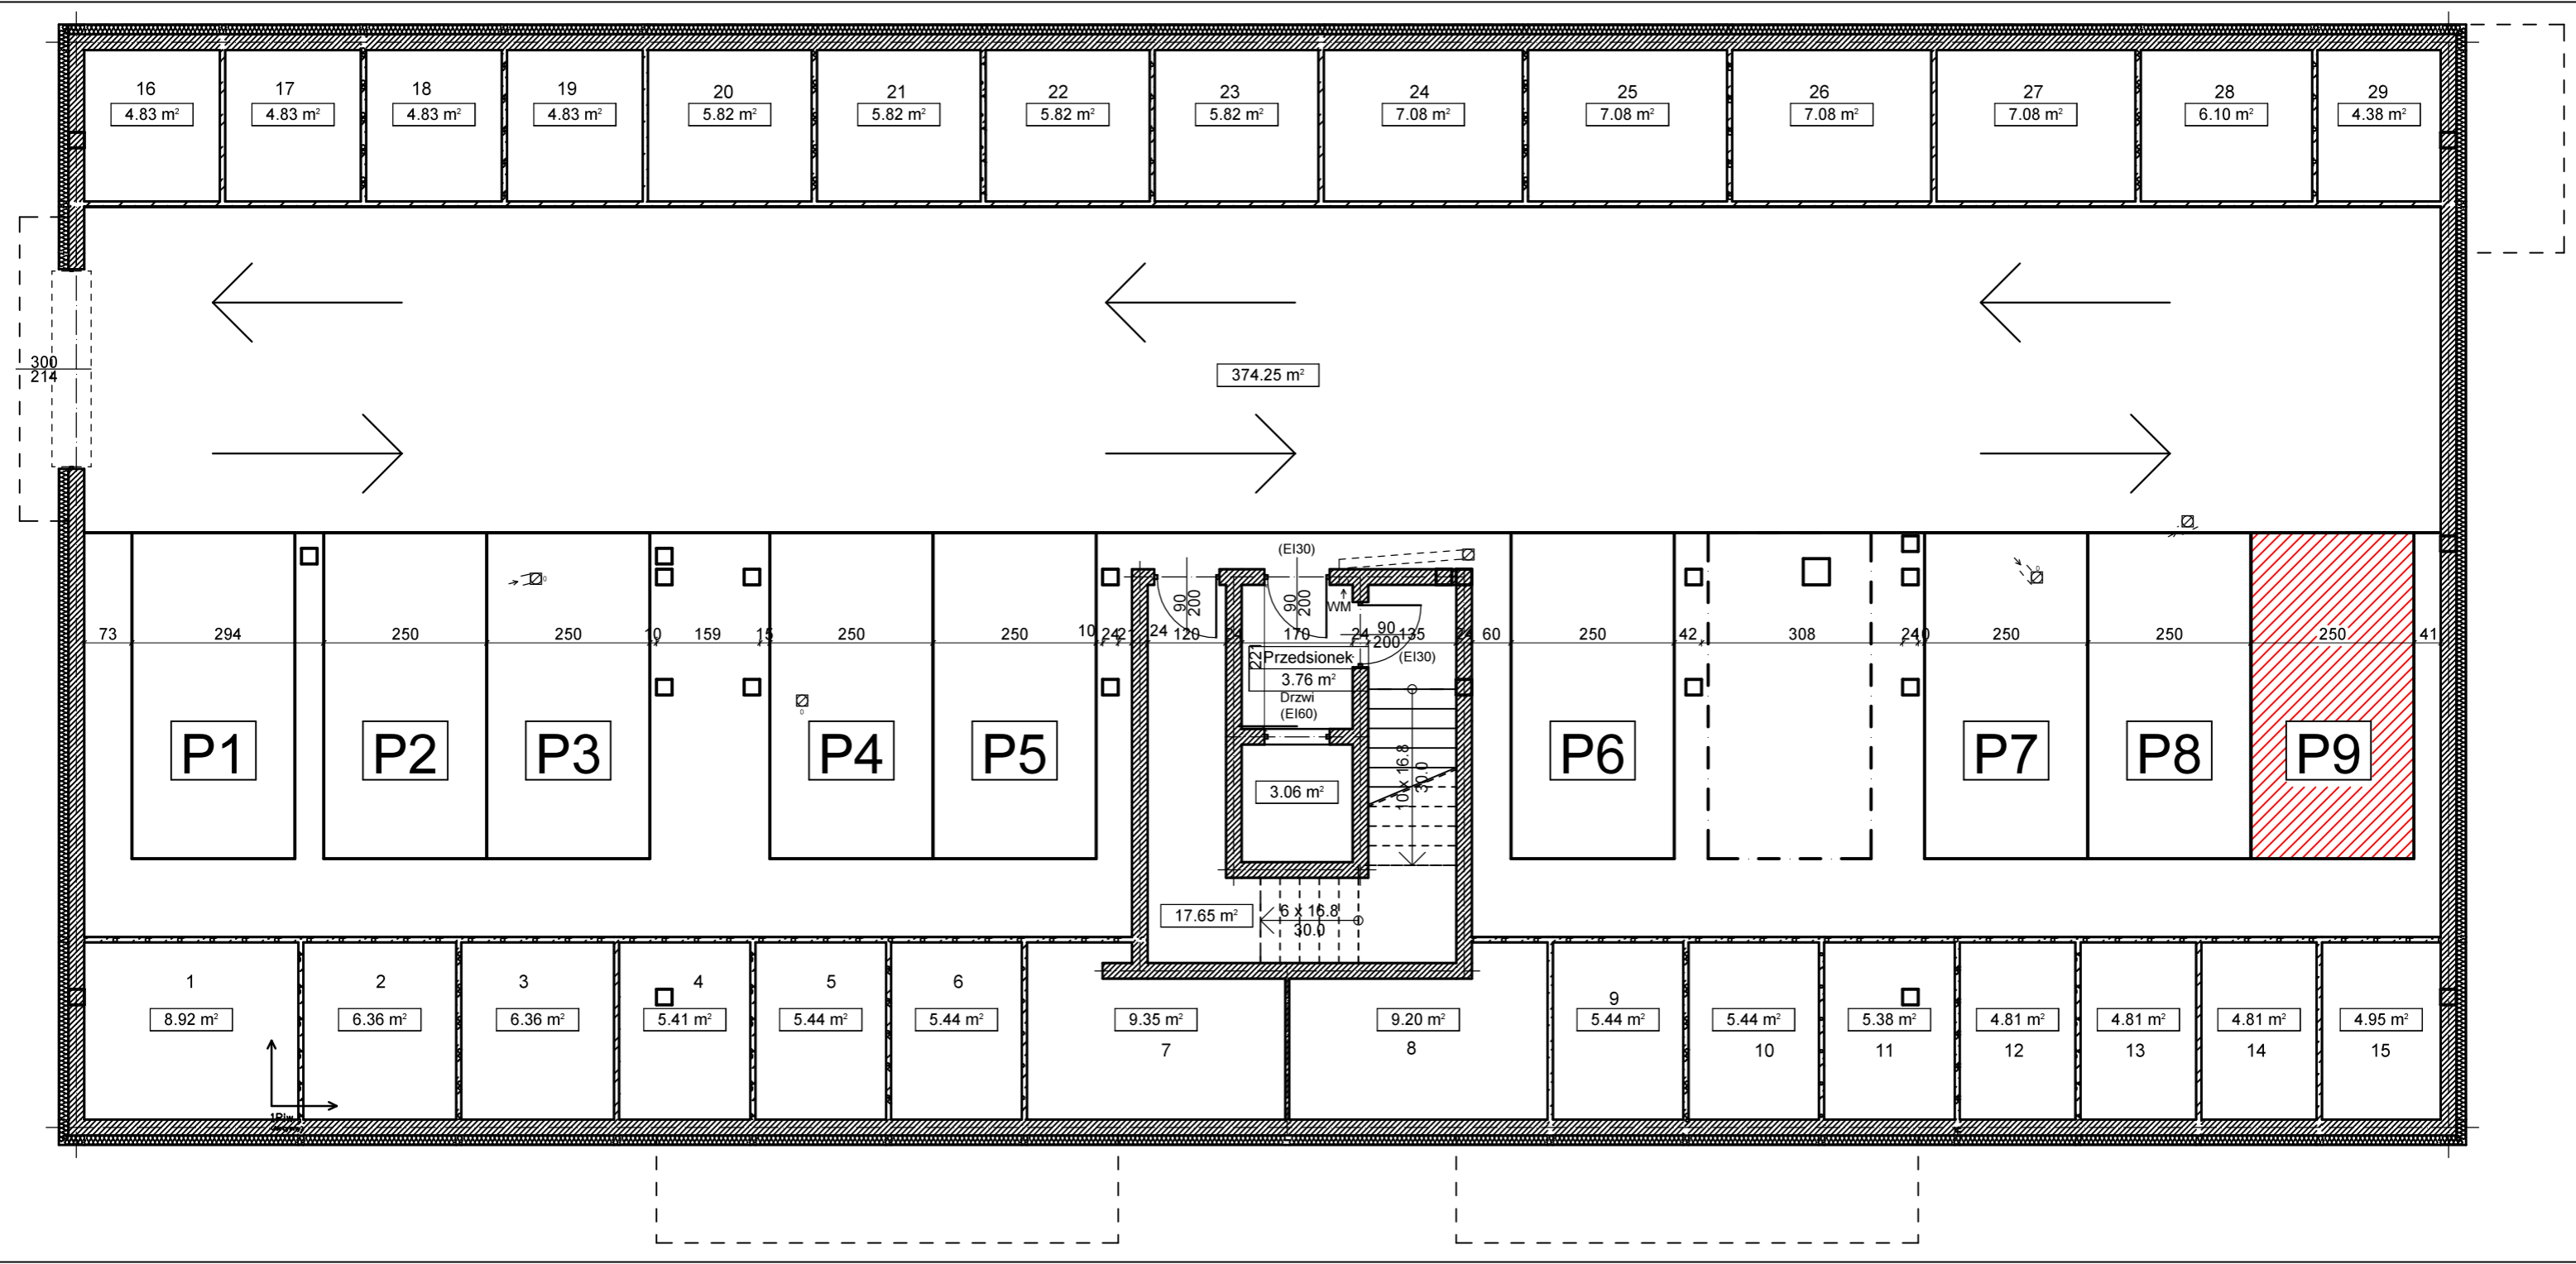 16 17 18 19 20 21 22 23 24 25 26 27 28 29
4.83 m² 4.83 m² 4.83 m² 4.83 m² 5.82 m² 5.82 m² 5.82 m² 5.82 m² 7.08 m² 7.08 m² 7.08 m² 7.08 m² 6.10 m² 4.38 m²
300
214
374.25 m²
(EI30)
90
200
90
200
WM
90
200
(EI30)
73 294 250 250 10 159 15 250 250 10 24 24 120 24 170 24 135 24 60 250 42 308 24 250 250 250 41
221
Przedsionek
3.76 m²
Drzwi
(EI60)
P1 P2 P3 P4 P5 P6 P7 P8 P9
10 x 16.8
30.0
3.06 m²
17.65 m²
6 x 16.8
30.0
1 2 3 4 5 6 9
8.92 m² 6.36 m² 6.36 m² 5.41 m² 5.44 m² 5.44 m² 9.35 m² 9.20 m² 5.44 m² 5.44 m² 5.38 m² 4.81 m² 4.81 m² 4.81 m² 4.95 m²
7 8 10 11 12 13 14 15